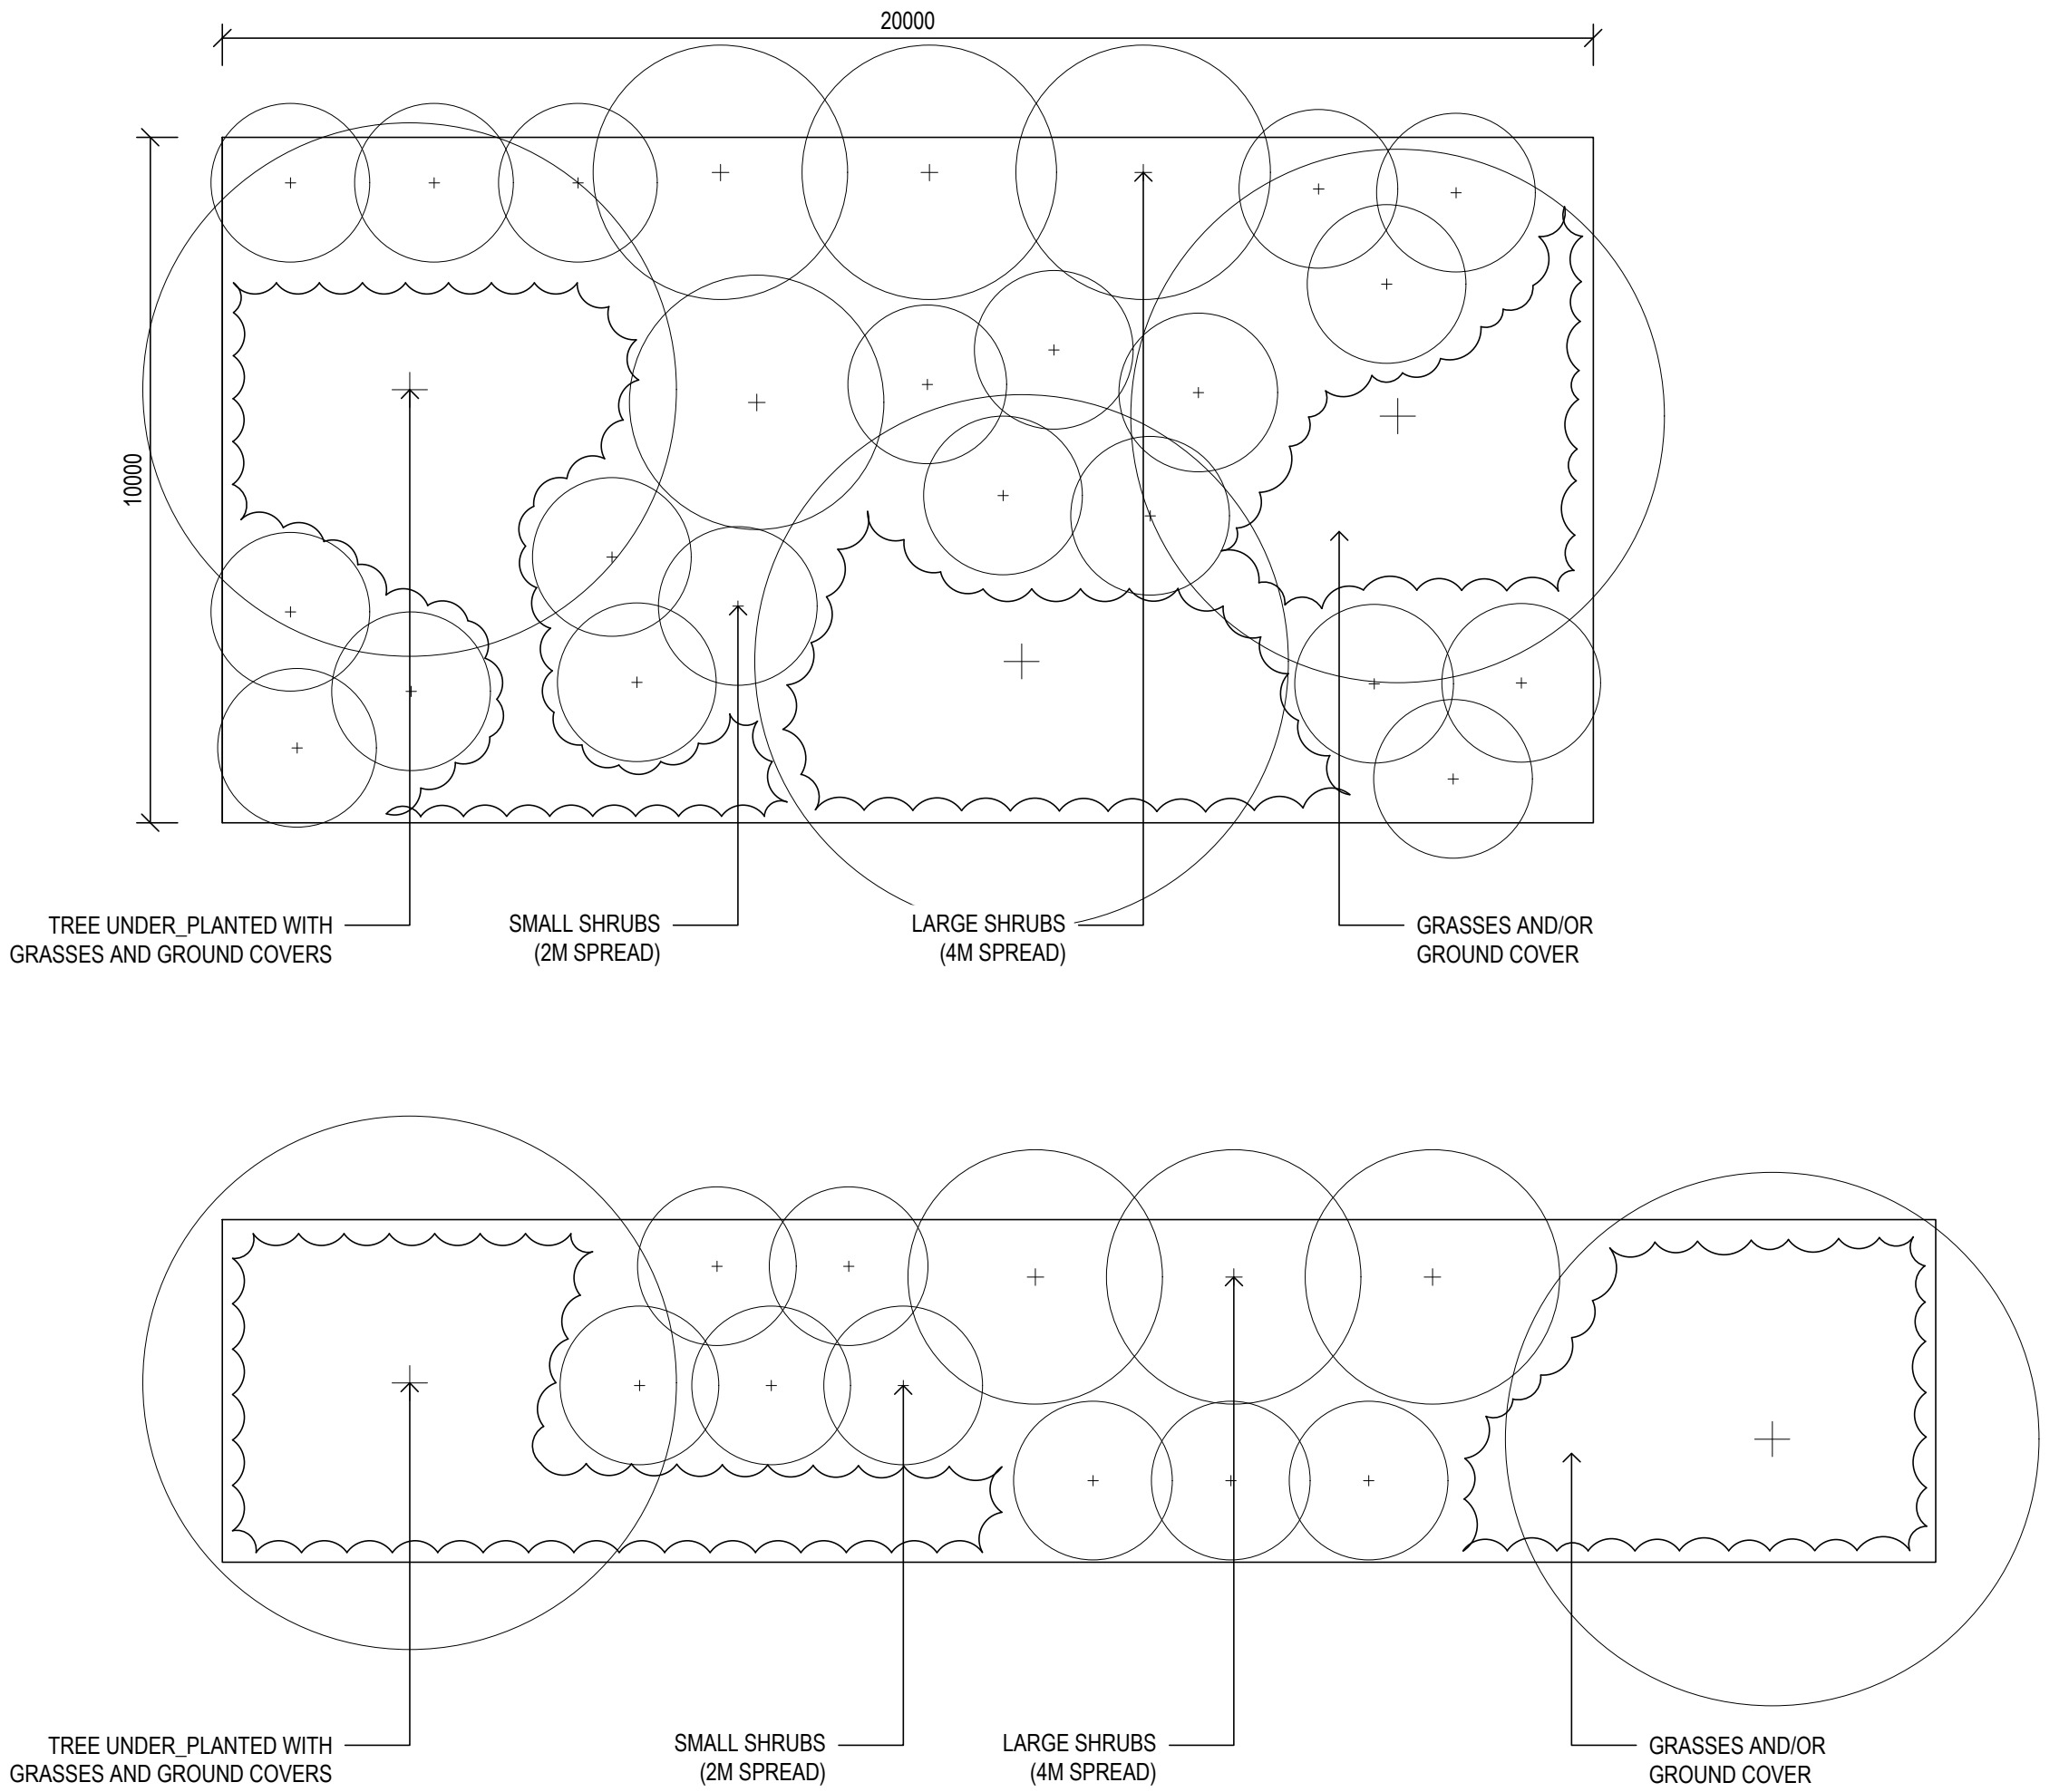 20000
10000
TREE UNDER_PLANTED WITH
GRASSES AND GROUND COVERS
SMALL SHRUBS
(2M SPREAD)
LARGE SHRUBS
(4M SPREAD)
GRASSES AND/OR
GROUND COVER
TREE UNDER_PLANTED WITH
GRASSES AND GROUND COVERS
SMALL SHRUBS
(2M SPREAD)
LARGE SHRUBS
(4M SPREAD)
GRASSES AND/OR
GROUND COVER